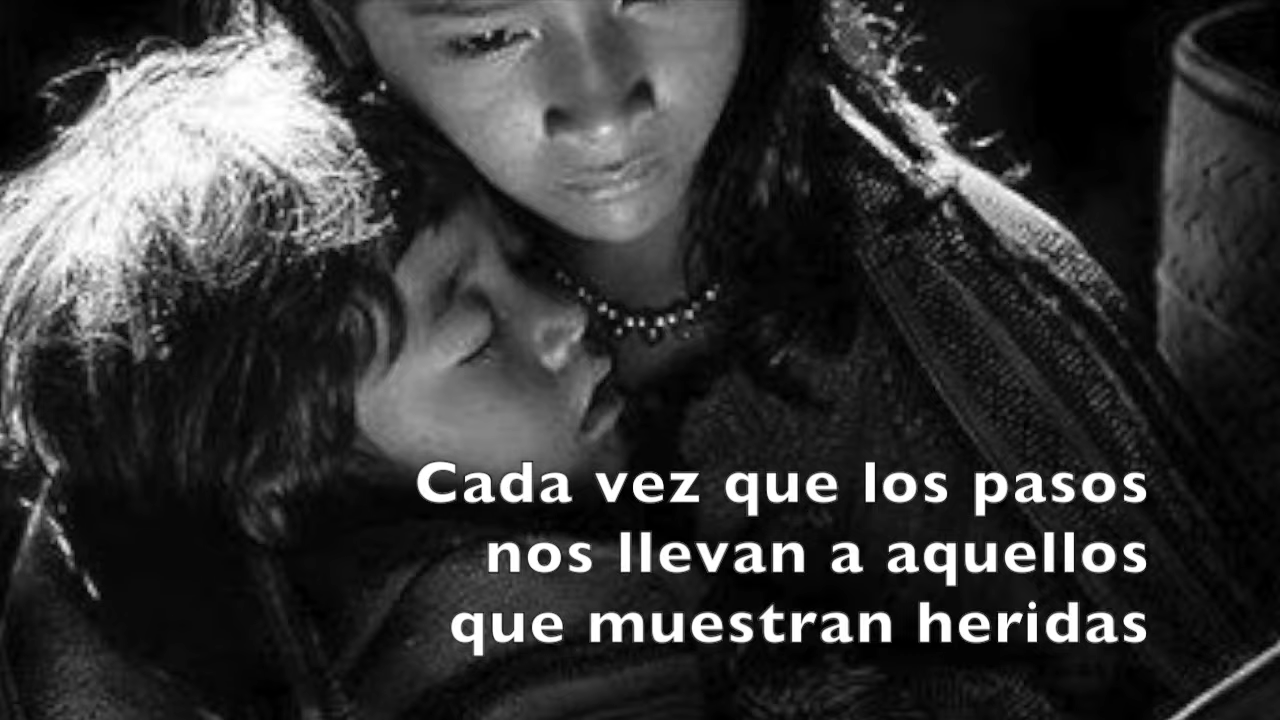 Cada vez que los pasos
nos llevan a aquellos
que muestran heridas